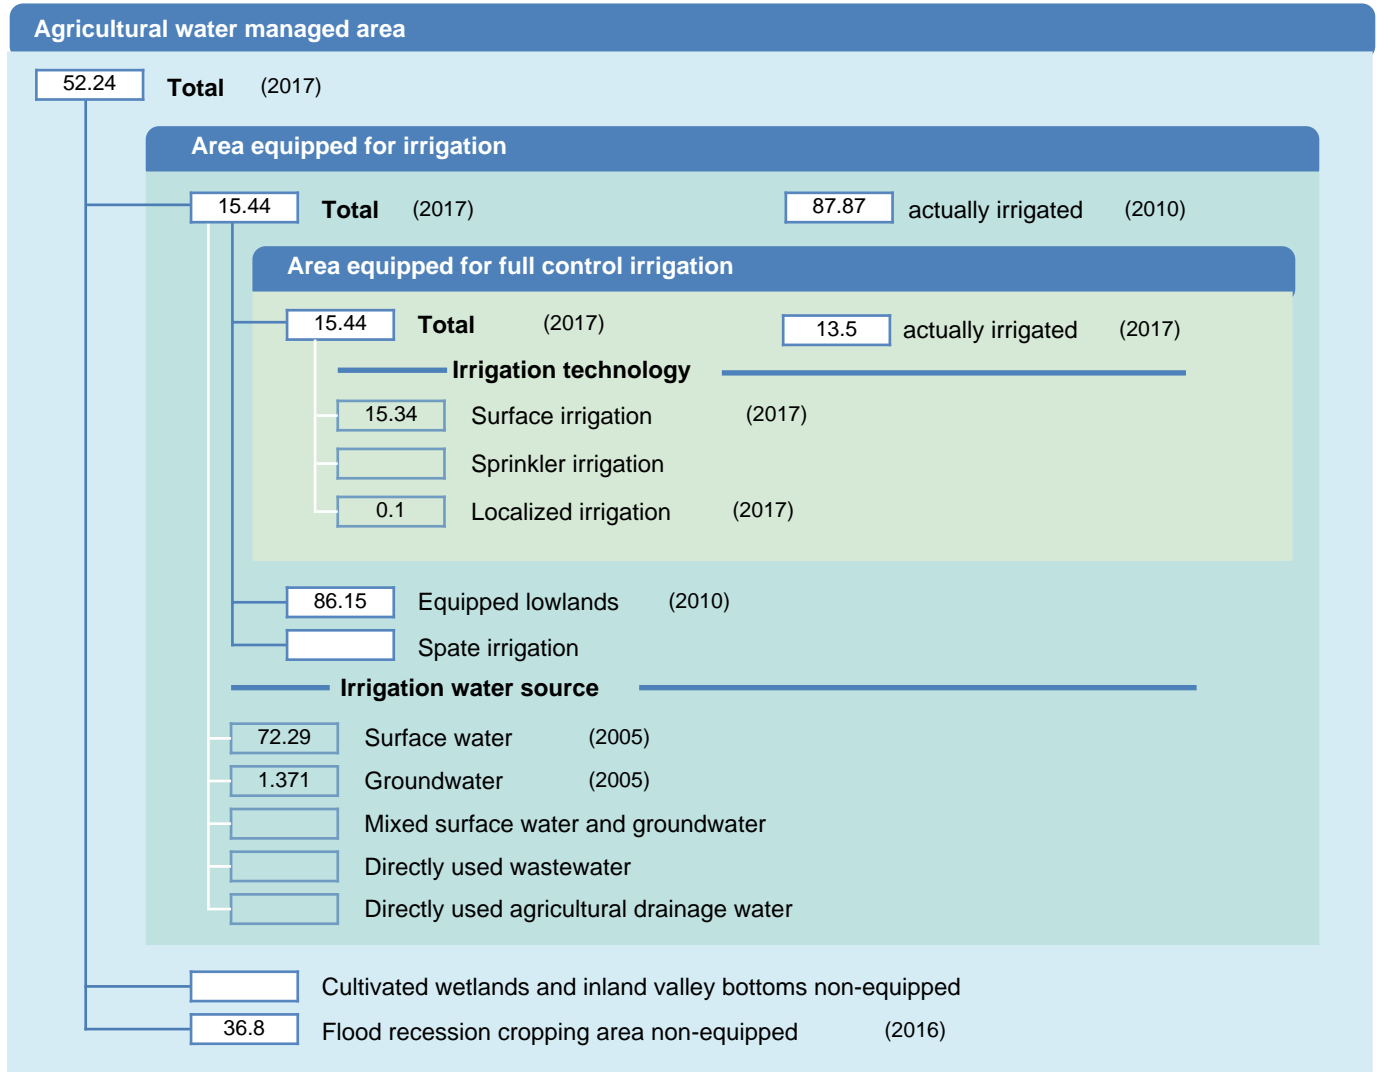 Agricultural water managed area
52.24 Total (2017)
Area equipped for irrigation
15.44 Total (2017) 87.87 actually irrigated (2010)
Area equipped for full control irrigation
15.44 Total (2017) 13.5 actually irrigated (2017)
Irrigation technology
15.34 Surface irrigation (2017)
Sprinkler irrigation
0.1 Localized irrigation (2017)
86.15 Equipped lowlands (2010)
Spate irrigation
Irrigation water source
72.29 Surface water (2005)
1.371 Groundwater (2005)
Mixed surface water and groundwater
Directly used wastewater
Directly used agricultural drainage water
Cultivated wetlands and inland valley bottoms non-equipped
36.8 Flood recession cropping area non-equipped (2016)